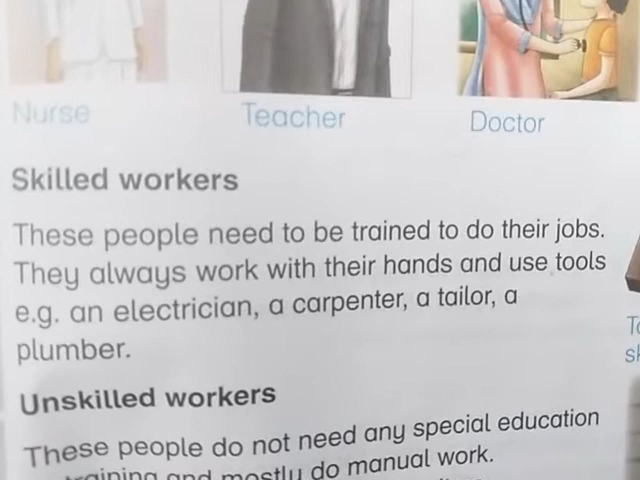 Nurse
Teacher
Doctor
Skilled workers
These people need to be trained to do their jobs.
They always work with their hands and use tools
e.g. an electrician, a carpenter, a tailor, a
plumber.
Unskilled workers
These people do not need any special education
training and mostly do manual work.